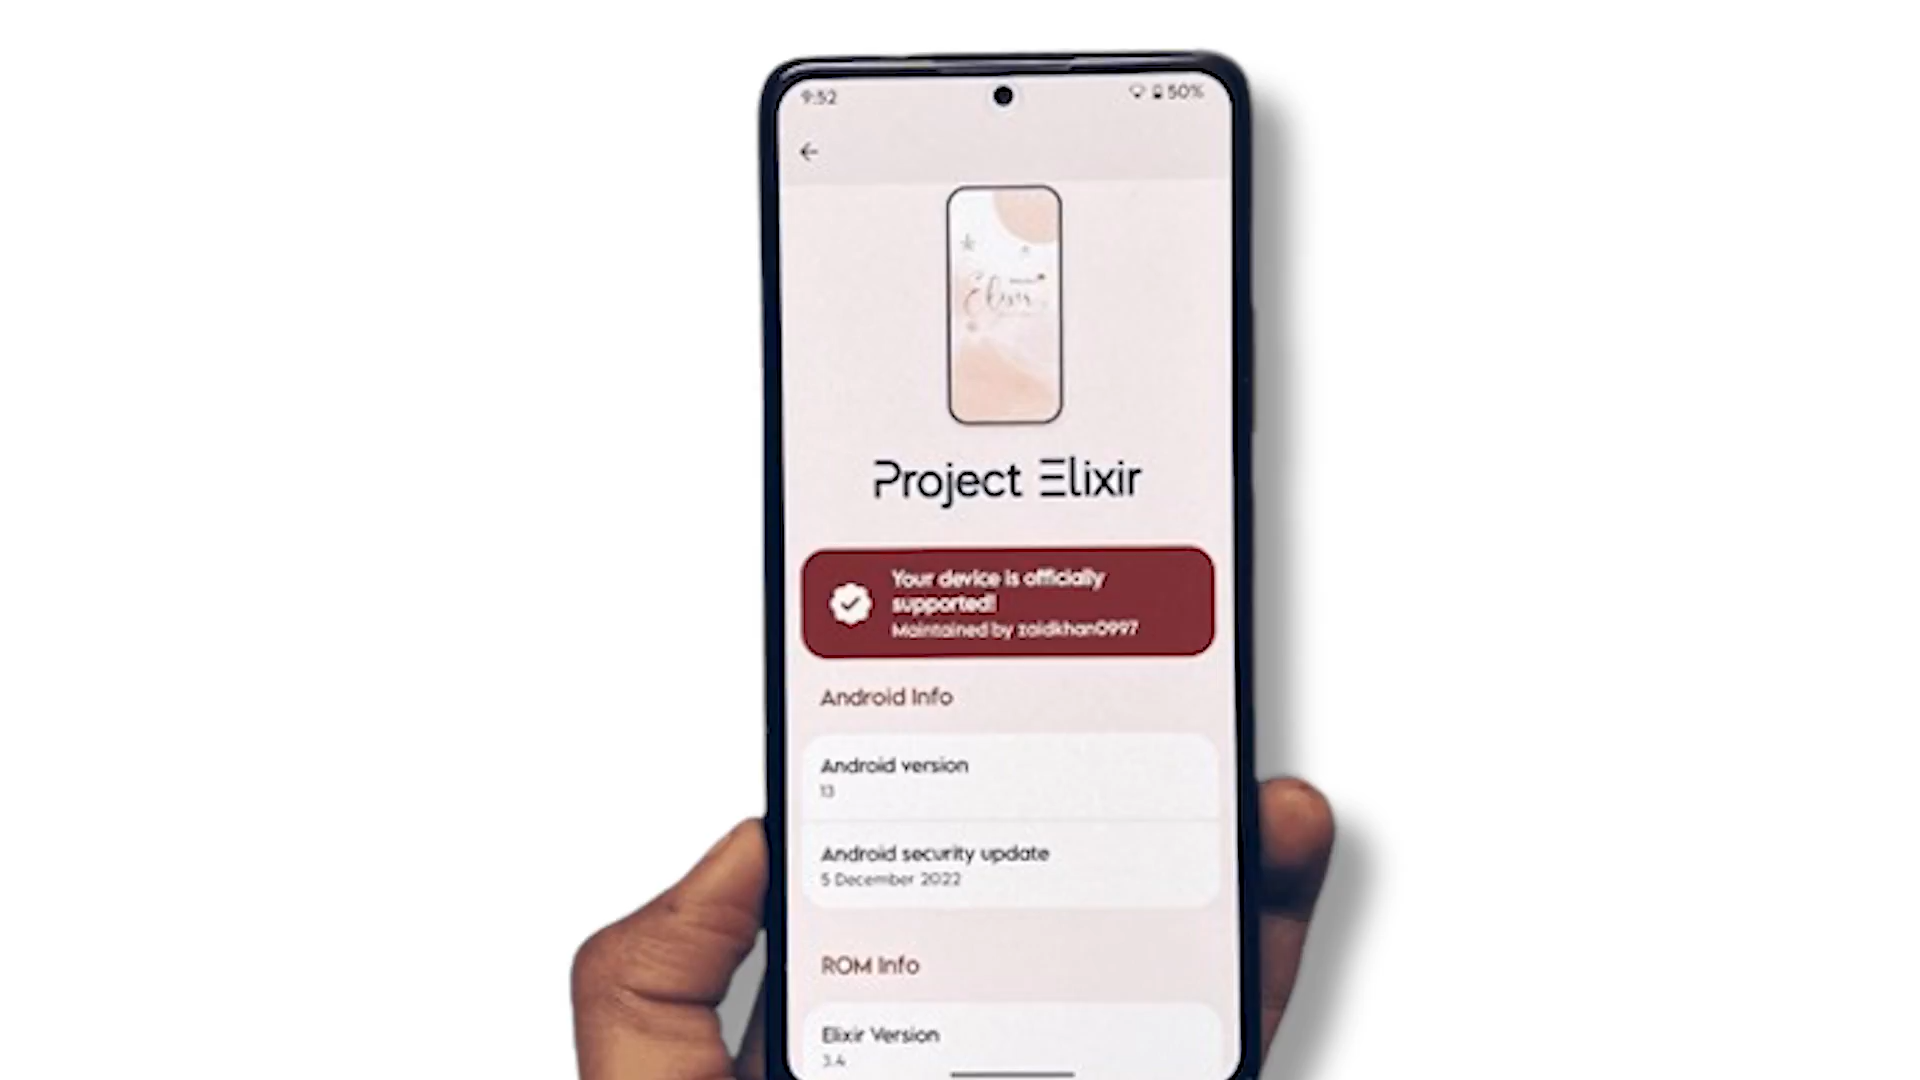 9:52
50%
Elixir
Project Elixir
Your device is officially
supported!
Maintained by zaidkhan0997
Android Info
Android version
13
Android security update
5 December 2022
ROM Info
Elixir Version
3.4